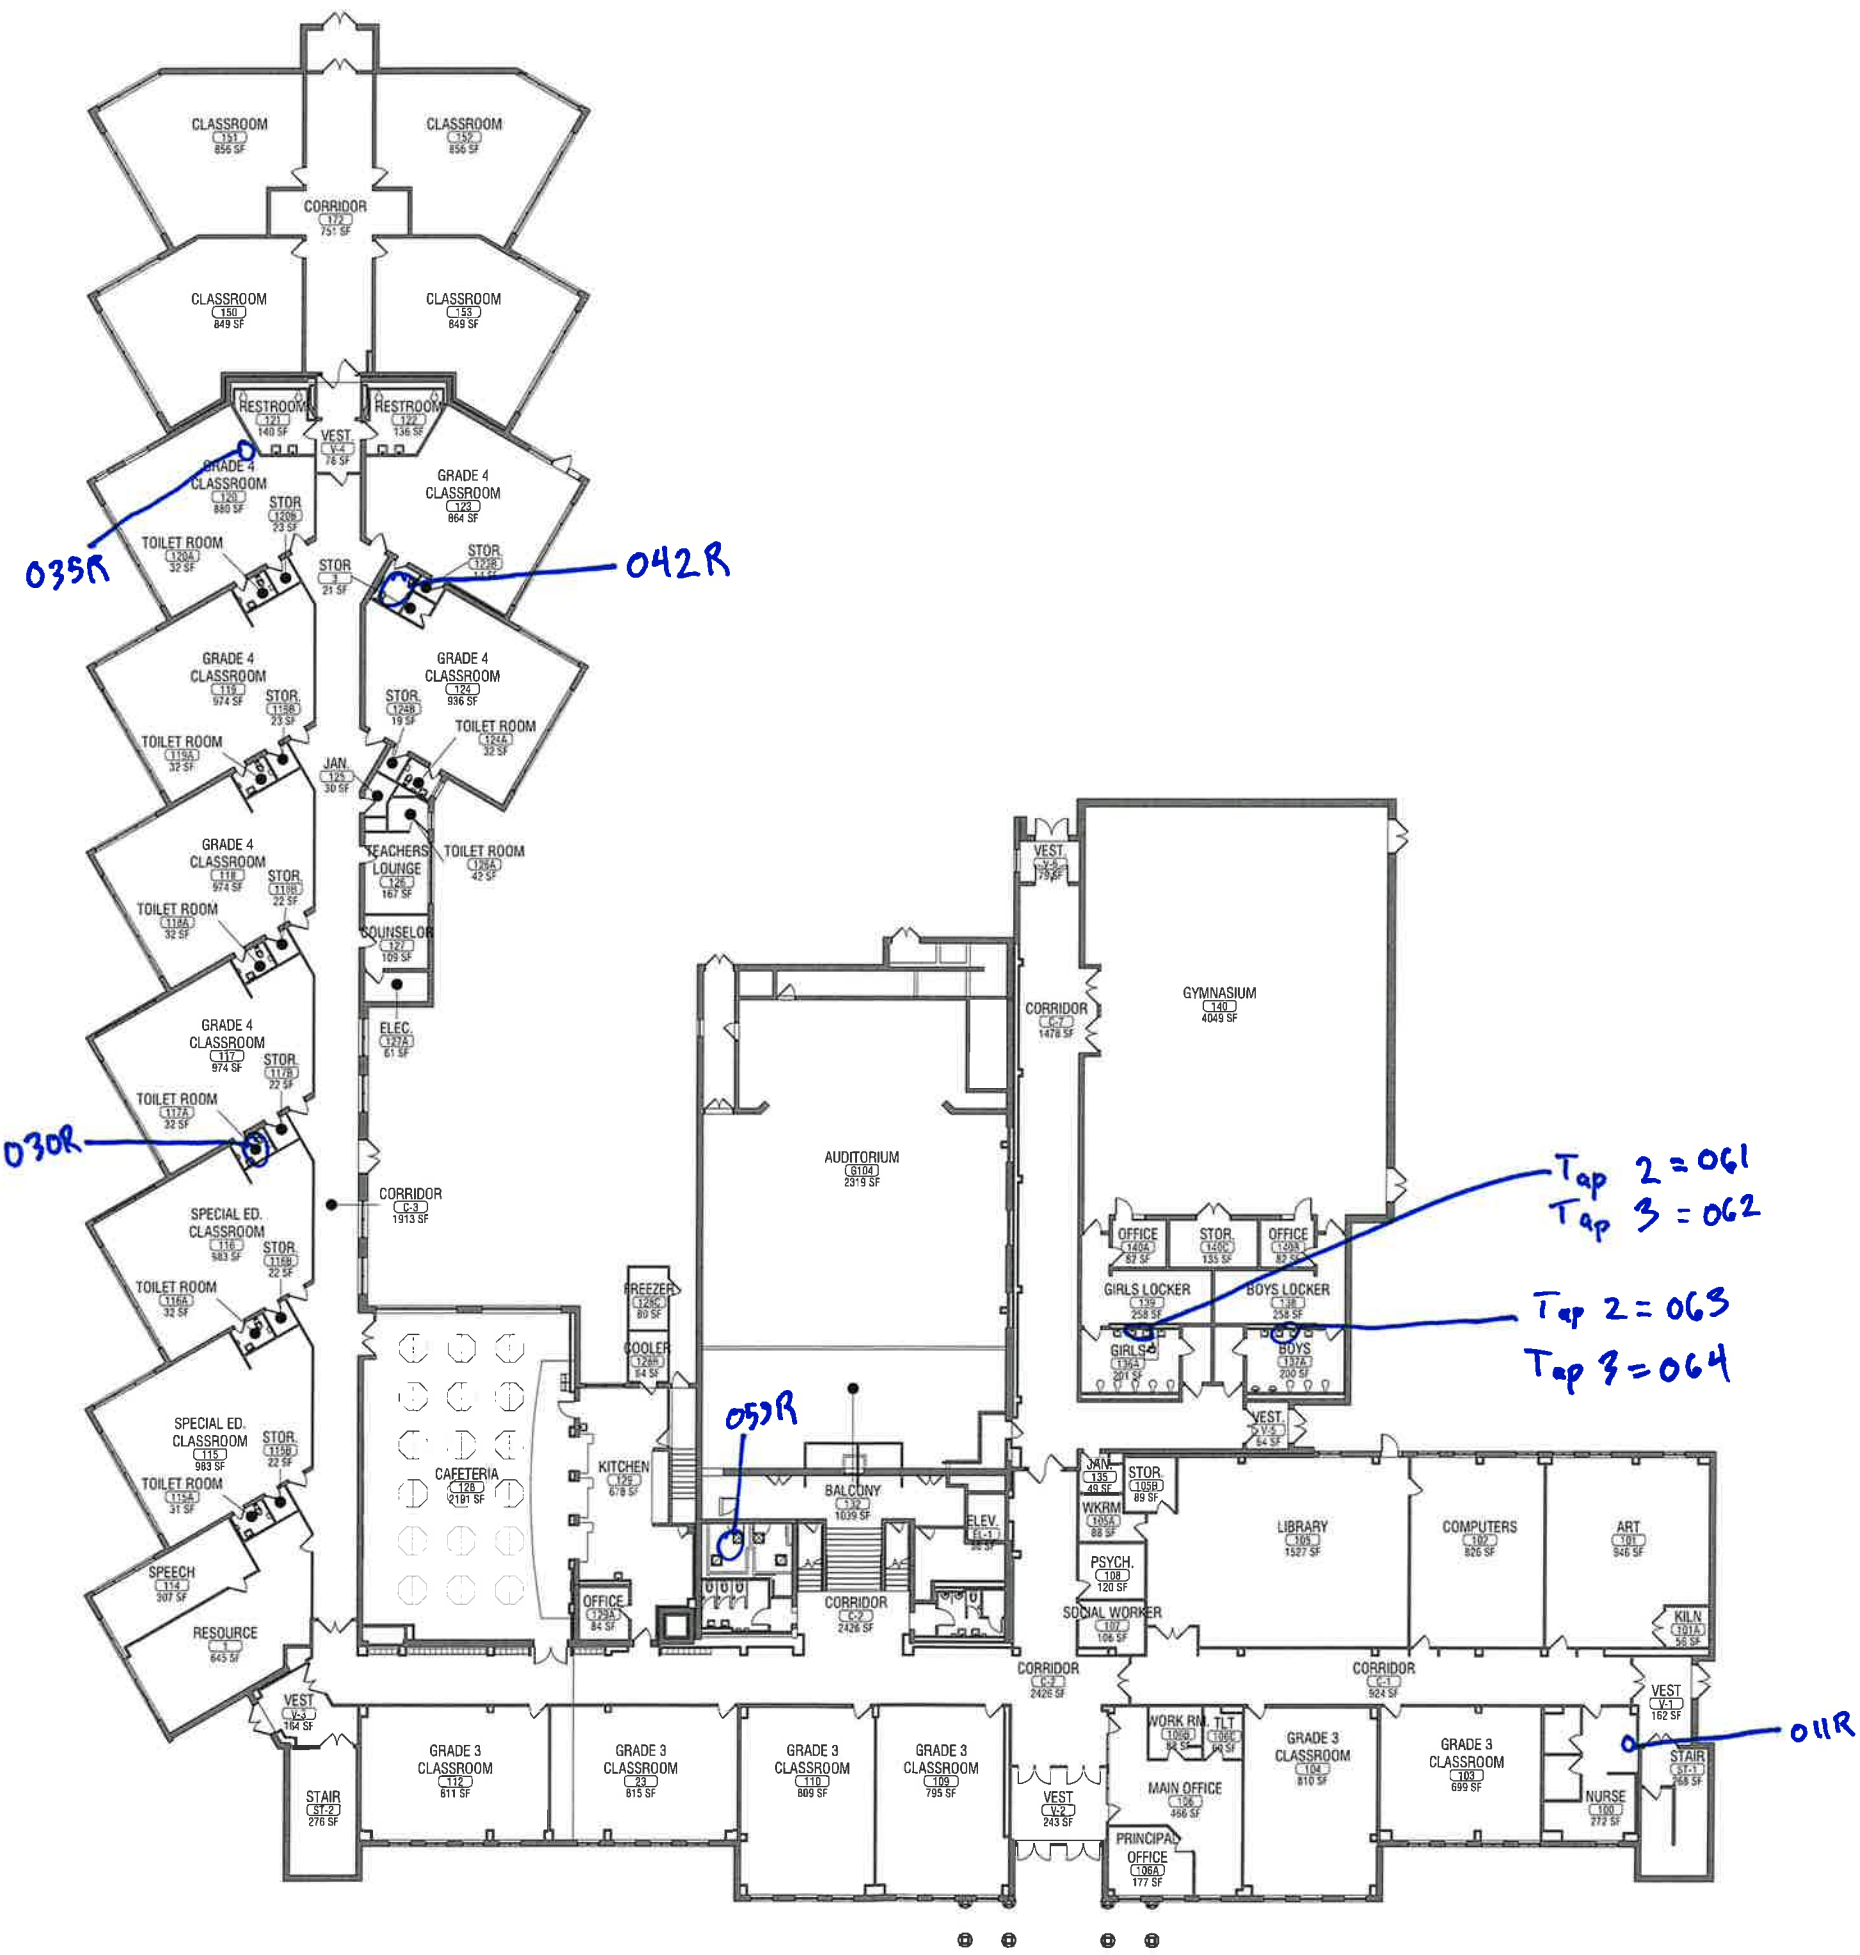 CLASSROOM
151
856 SF
CLASSROOM
152
856 SF
CORRIDOR
172
751 SF
CLASSROOM
150
849 SF
CLASSROOM
153
849 SF
RESTROOM
121
140 SF
RESTROOM
122
136 SF
VEST.
V-4
78 SF
GRADE 4
CLASSROOM
120
880 SF
STOR
120B
23 SF
GRADE 4
CLASSROOM
123
864 SF
TOILET ROOM
120A
32 SF
STOR
3
21 SF
STOR.
123B
035R
042R
GRADE 4
CLASSROOM
119
974 SF
STOR.
119B
23 SF
GRADE 4
CLASSROOM
124
936 SF
STOR.
124B
19 SF
TOILET ROOM
124A
32 SF
TOILET ROOM
119A
32 SF
JAN.
125
30 SF
GRADE 4
CLASSROOM
118
974 SF
STOR.
118B
22 SF
TEACHERS
LOUNGE
126
167 SF
TOILET ROOM
126A
42 SF
TOILET ROOM
118A
32 SF
COUNSELOR
127
109 SF
VEST.
V-6
79 SF
GRADE 4
CLASSROOM
117
974 SF
STOR.
117B
22 SF
ELEC.
127A
61 SF
CORRIDOR
C-7
1478 SF
GYMNASIUM
140
4049 SF
TOILET ROOM
117A
32 SF
030R
AUDITORIUM
G104
2319 SF
Tap 2 = 061
Tap 3 = 062
CORRIDOR
C-3
1913 SF
SPECIAL ED.
CLASSROOM
116
983 SF
STOR.
116B
22 SF
TOILET ROOM
116A
32 SF
OFFICE
140A
82 SF
STOR.
140C
135 SF
OFFICE
140B
82 SF
FREEZER
128C
80 SF
GIRLS LOCKER
139
258 SF
BOYS LOCKER
138
258 SF
Tap 2 = 063
Tap 3 = 064
COOLER
128B
64 SF
GIRLS
136A
201 SF
BOYS
137A
200 SF
059R
SPECIAL ED.
CLASSROOM
115
983 SF
STOR.
115B
22 SF
TOILET ROOM
115A
31 SF
VEST.
V-5
64 SF
CAFETERIA
128
2191 SF
KITCHEN
129
678 SF
BALCONY
132
1039 SF
ELEV.
EL-1
JAN.
135
49 SF
STOR.
105B
89 SF
WKRM
105A
88 SF
LIBRARY
105
1527 SF
COMPUTERS
102
826 SF
ART
101
946 SF
PSYCH.
108
120 SF
SPEECH
114
307 SF
OFFICE
129A
84 SF
CORRIDOR
C-2
2426 SF
SOCIAL WORKER
107
106 SF
KILN
101A
56 SF
RESOURCE
1
645 SF
CORRIDOR
C-2
2426 SF
CORRIDOR
C-1
924 SF
VEST
V-3
164 SF
VEST
V-1
162 SF
011R
GRADE 3
CLASSROOM
112
811 SF
GRADE 3
CLASSROOM
23
815 SF
GRADE 3
CLASSROOM
110
809 SF
GRADE 3
CLASSROOM
109
795 SF
WORK RM.
106B
TLT
106C
GRADE 3
CLASSROOM
104
810 SF
GRADE 3
CLASSROOM
103
699 SF
STAIR
ST-1
268 SF
STAIR
ST-2
276 SF
VEST
V-2
243 SF
MAIN OFFICE
106
466 SF
NURSE
100
272 SF
PRINCIPAL
OFFICE
106A
177 SF